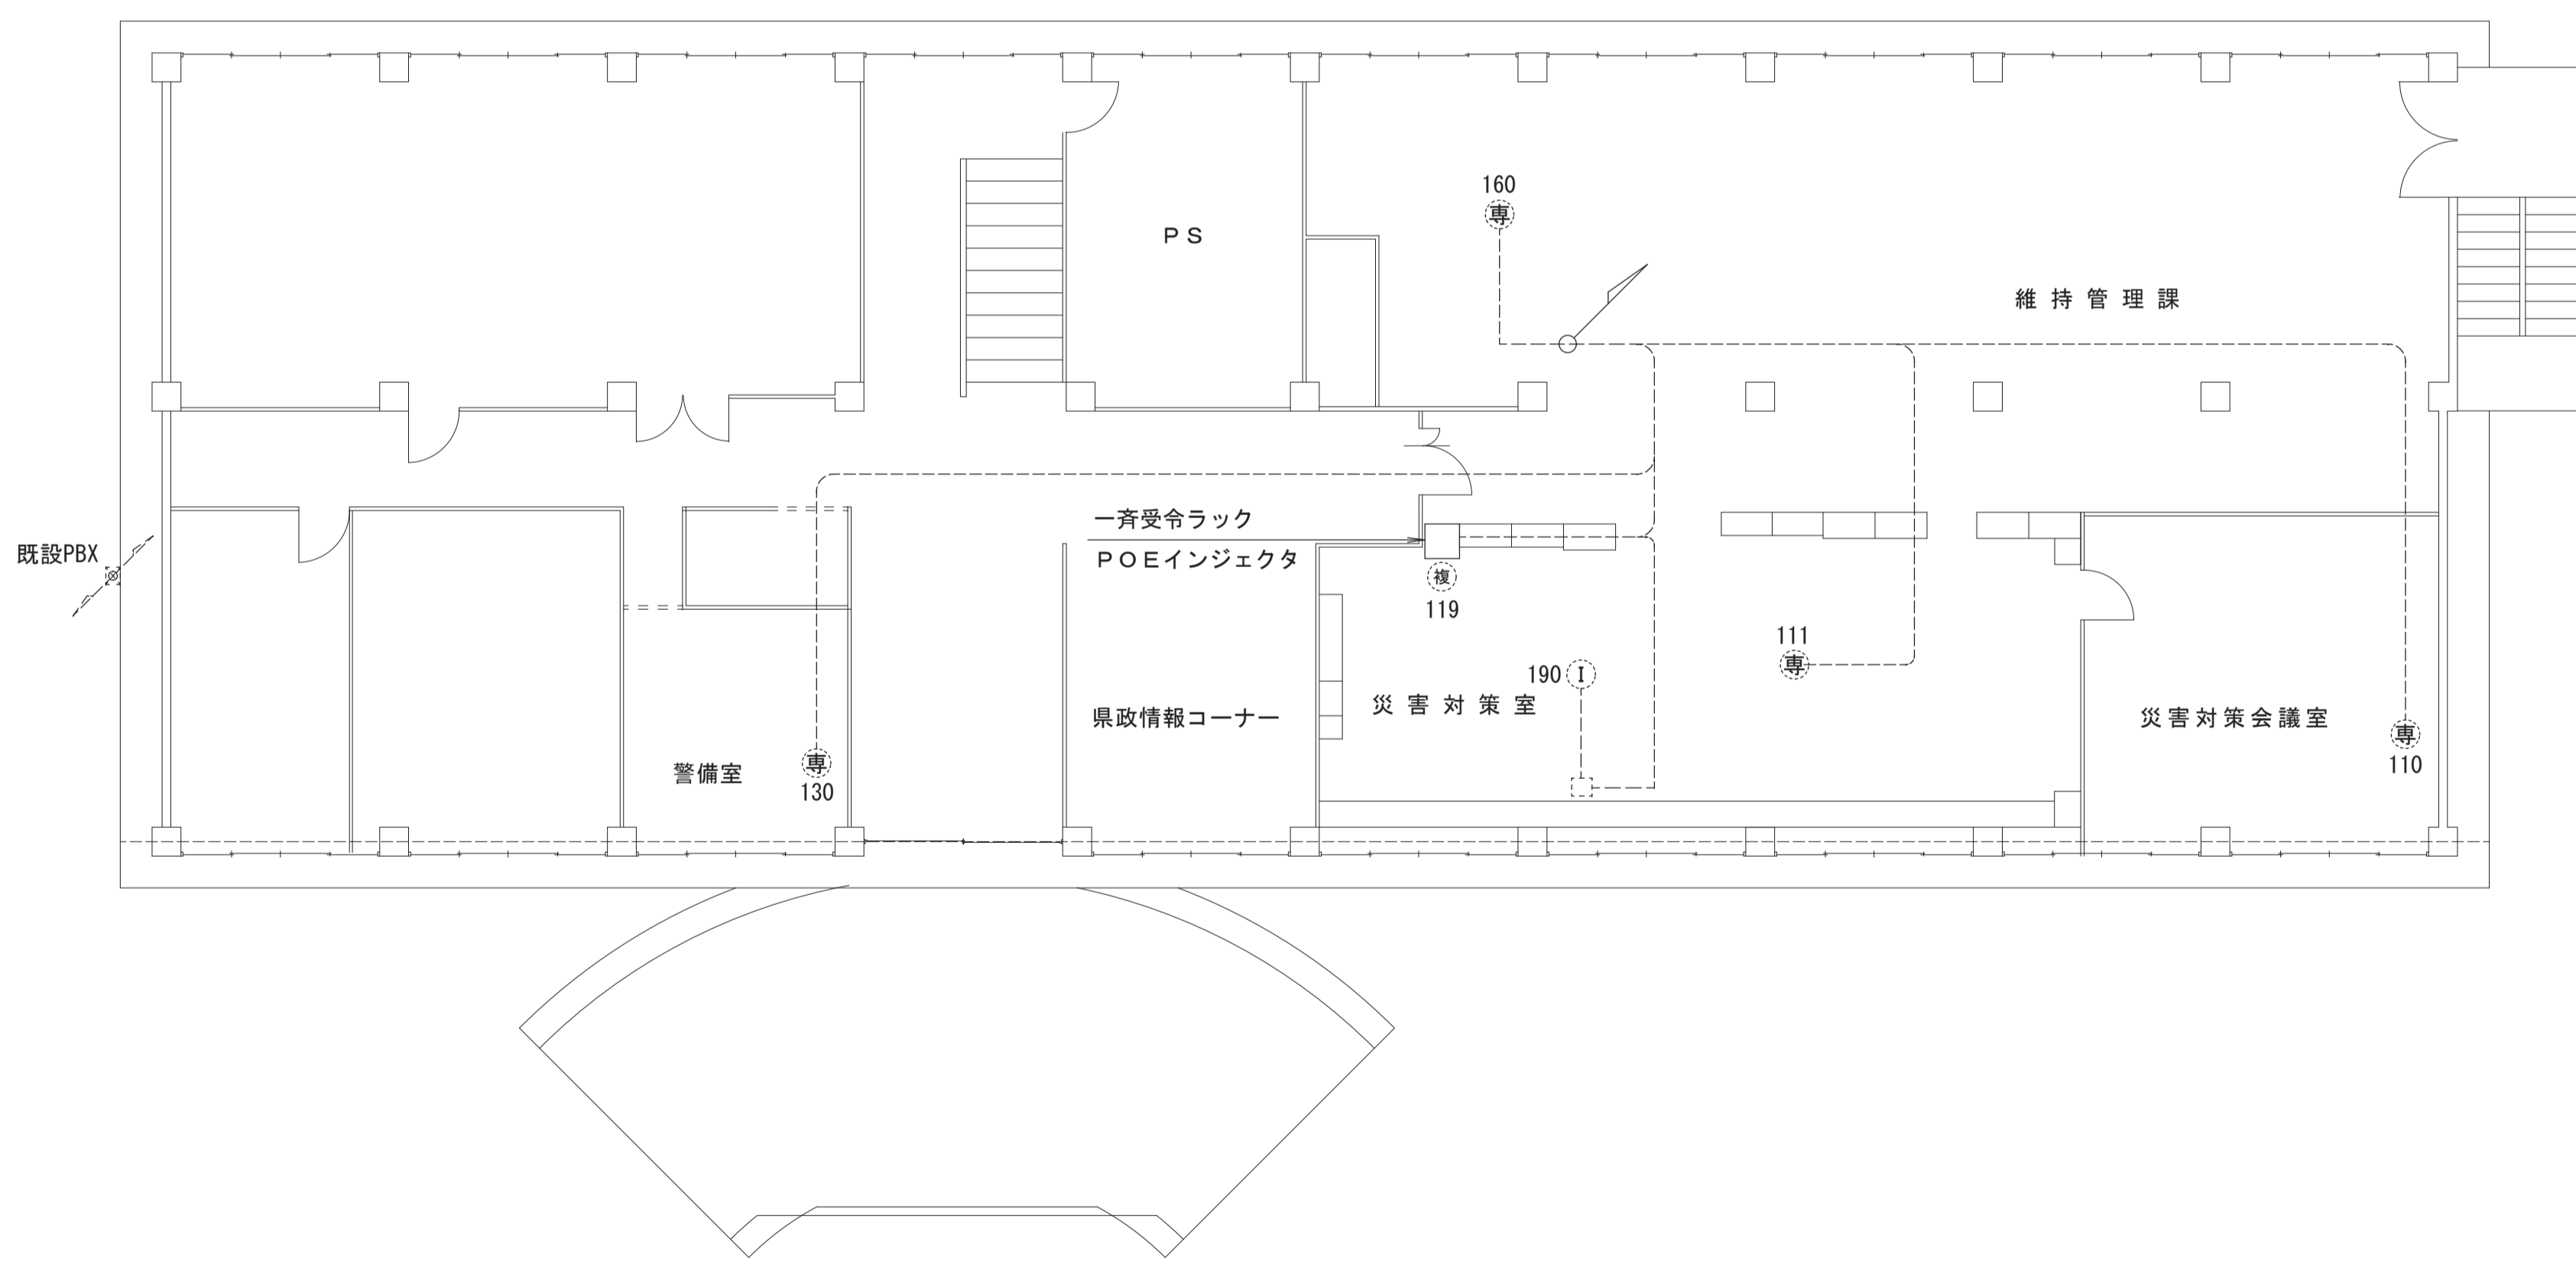 160
専
ＰＳ
維持管理課
既設PBX
一斉受令ラック
ＰＯＥインジェクタ
複
119
111
専
190 I
災害対策室
県政情報コーナー
災害対策会議室
専
110
警備室
専
130